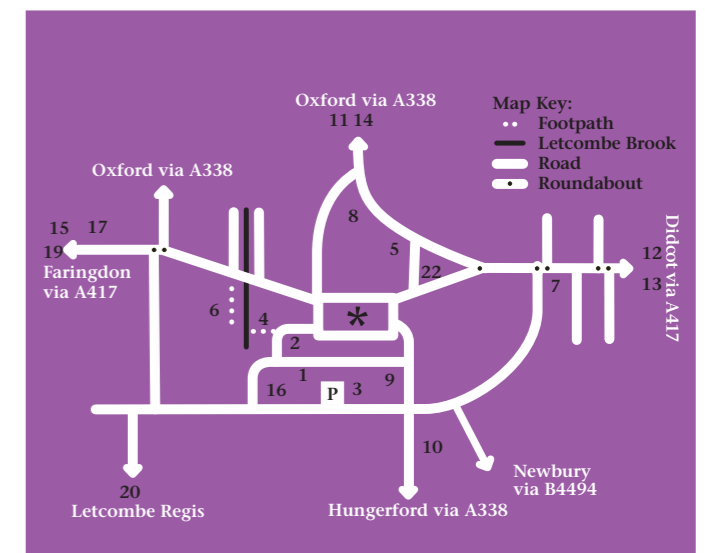 Oxford via A338
11 14
Map Key:
Footpath
Letcombe Brook
Road
Roundabout
Oxford via A338
15 17
19
Faringdon
via A417
8
5
22
12
13
Didcot via A417
7
6
4
*
2
1
16
P
3
9
10
20
Letcombe Regis
Hungerford via A338
Newbury
via B4494